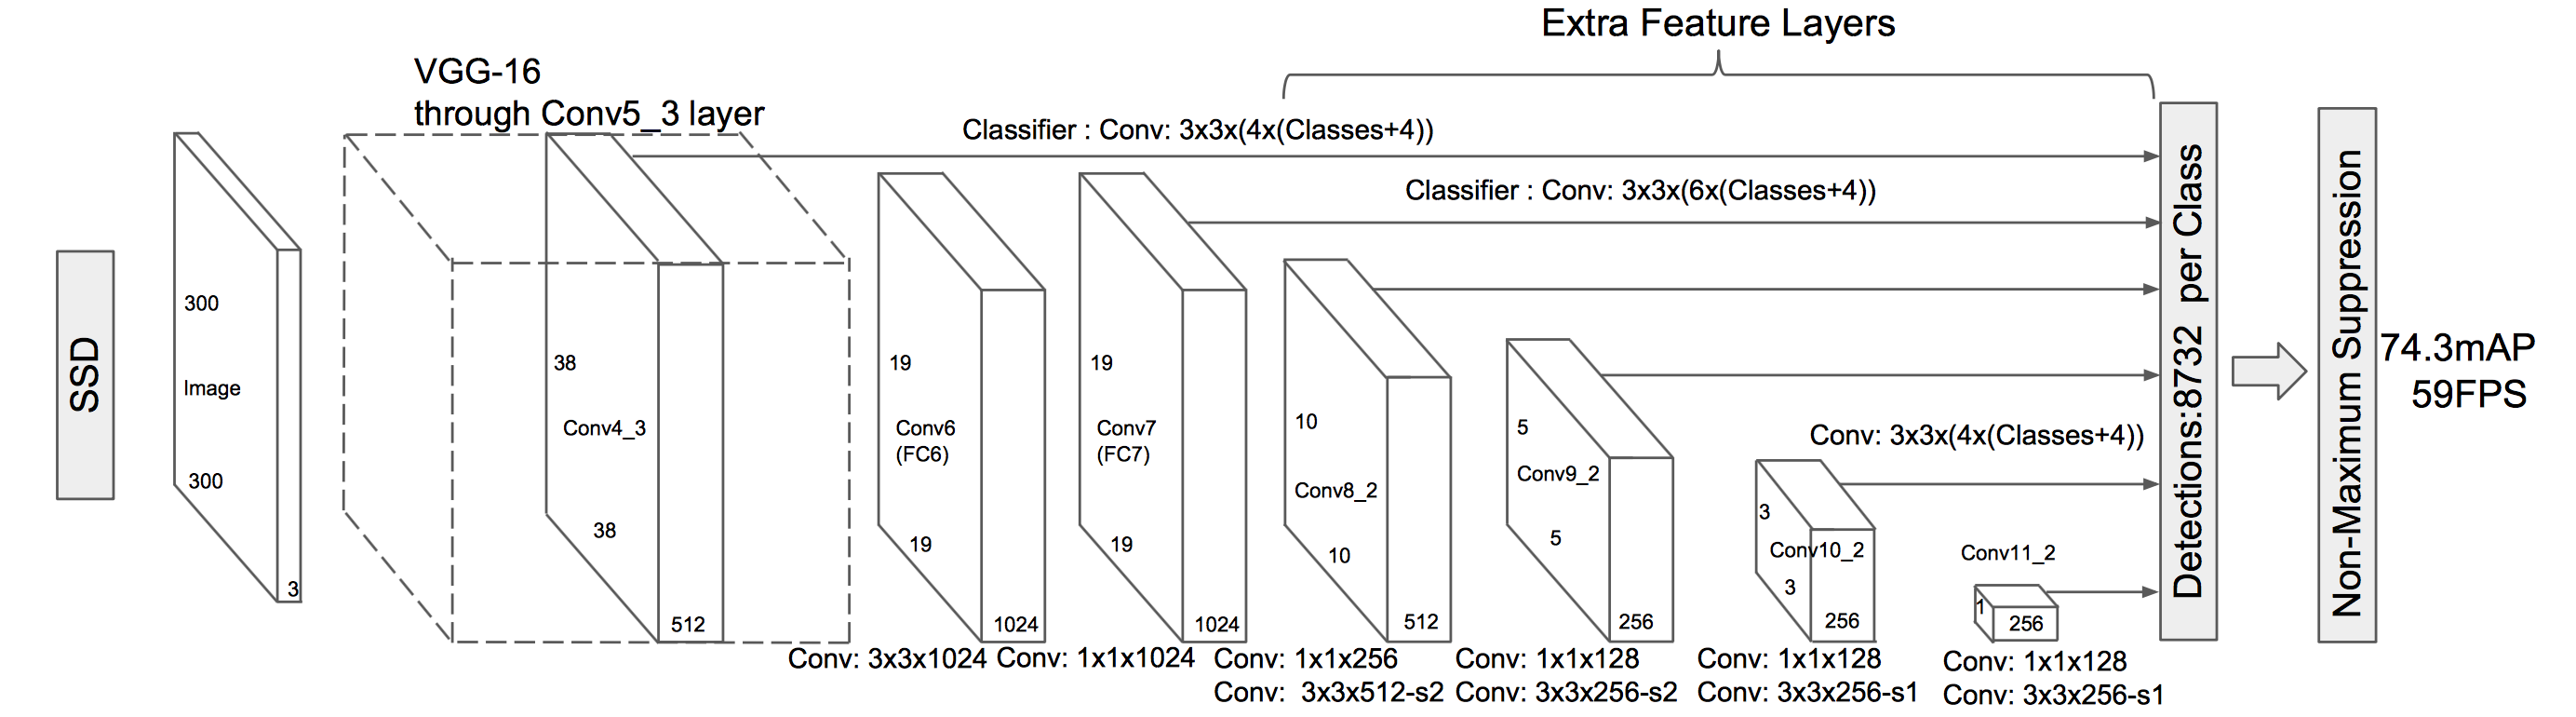 Extra Feature Layers
VGG-16
through Conv5_3 layer
Classifier : Conv: 3x3x(4x(Classes+4))
Classifier : Conv: 3x3x(6x(Classes+4))
SSD
300
Image
300
3
38
Conv4_3
38
512
19
Conv6
(FC6)
19
1024
19
Conv7
(FC7)
19
1024
10
Conv8_2
10
512
5
Conv9_2
5
256
Conv: 3x3x(4x(Classes+4))
3
Conv10_2
3
256
Conv11_2
1
256
Detections:8732 per Class
Non-Maximum Suppression
74.3mAP
59FPS
Conv: 3x3x1024
Conv: 1x1x1024
Conv: 1x1x256
Conv: 3x3x512-s2
Conv: 1x1x128
Conv: 3x3x256-s2
Conv: 1x1x128
Conv: 3x3x256-s1
Conv: 1x1x128
Conv: 3x3x256-s1